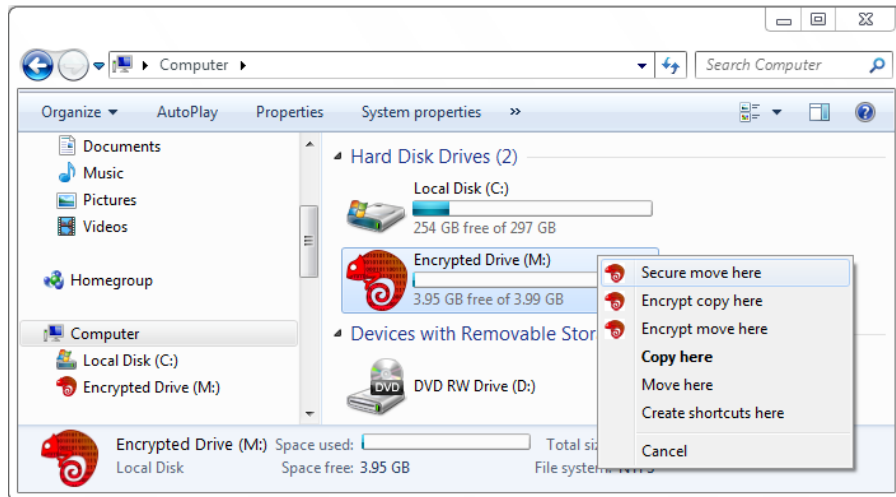 Computer
Search Computer
Organize AutoPlay Properties System properties »
Documents
Music
Pictures
Videos
Homegroup
Computer
Local Disk (C:)
Encrypted Drive (M:)
Hard Disk Drives (2)
Local Disk (C:)
254 GB free of 297 GB
Encrypted Drive (M:)
3.95 GB free of 3.99 GB
Devices with Removable Stor
DVD
DVD RW Drive (D:)
Secure move here
Encrypt copy here
Encrypt move here
Copy here
Move here
Create shortcuts here
Cancel
Encrypted Drive (M:) Space used: Total siz
Local Disk Space free: 3.95 GB File system: NTFS